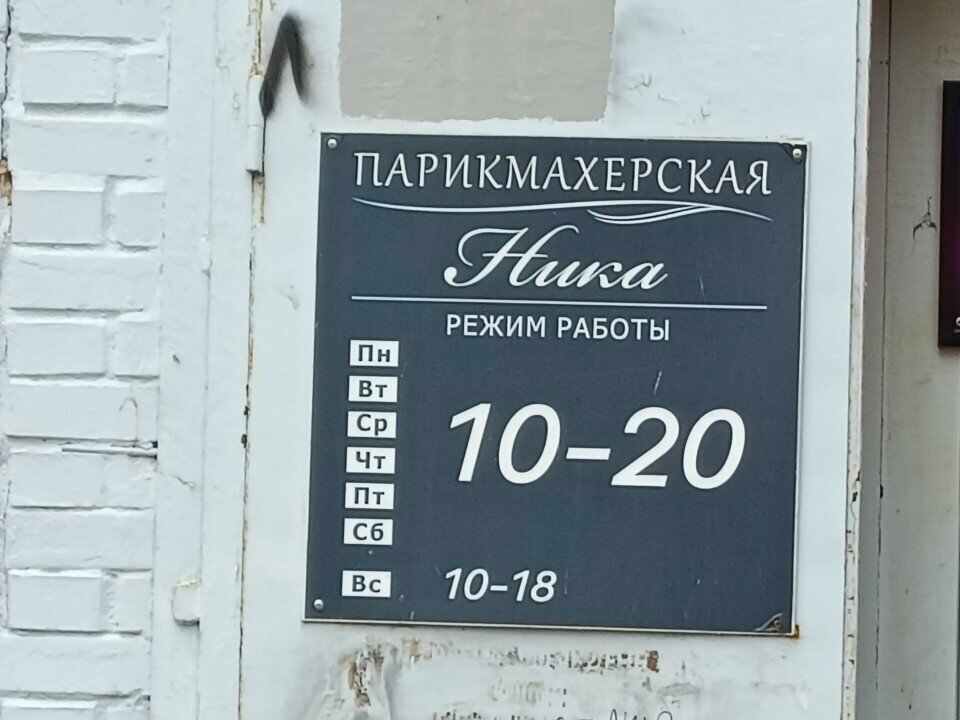 ПАРИКМАХЕРСКАЯ
Ника
РЕЖИМ РАБОТЫ
Пн
Вт
Ср
Чт
Пт
Сб
10-20
Вс 10-18